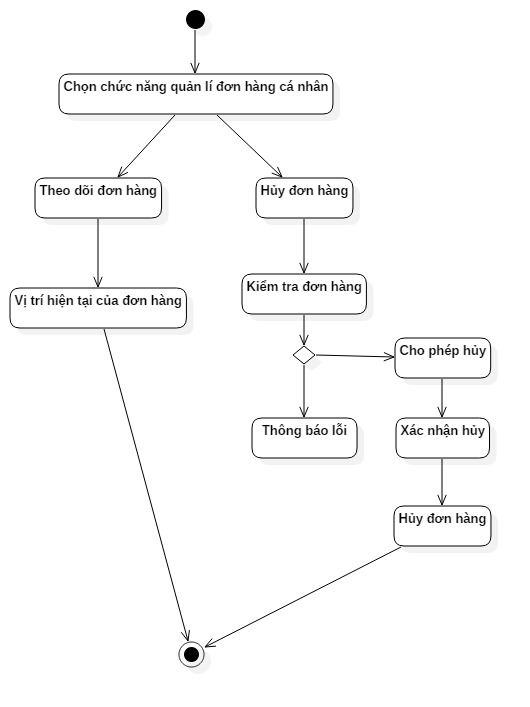 Chọn chức năng quản lí đơn hàng cá nhân
Theo dõi đơn hàng
Hủy đơn hàng
Vị trí hiện tại của đơn hàng
Kiểm tra đơn hàng
Cho phép hủy
Thông báo lỗi
Xác nhận hủy
Hủy đơn hàng